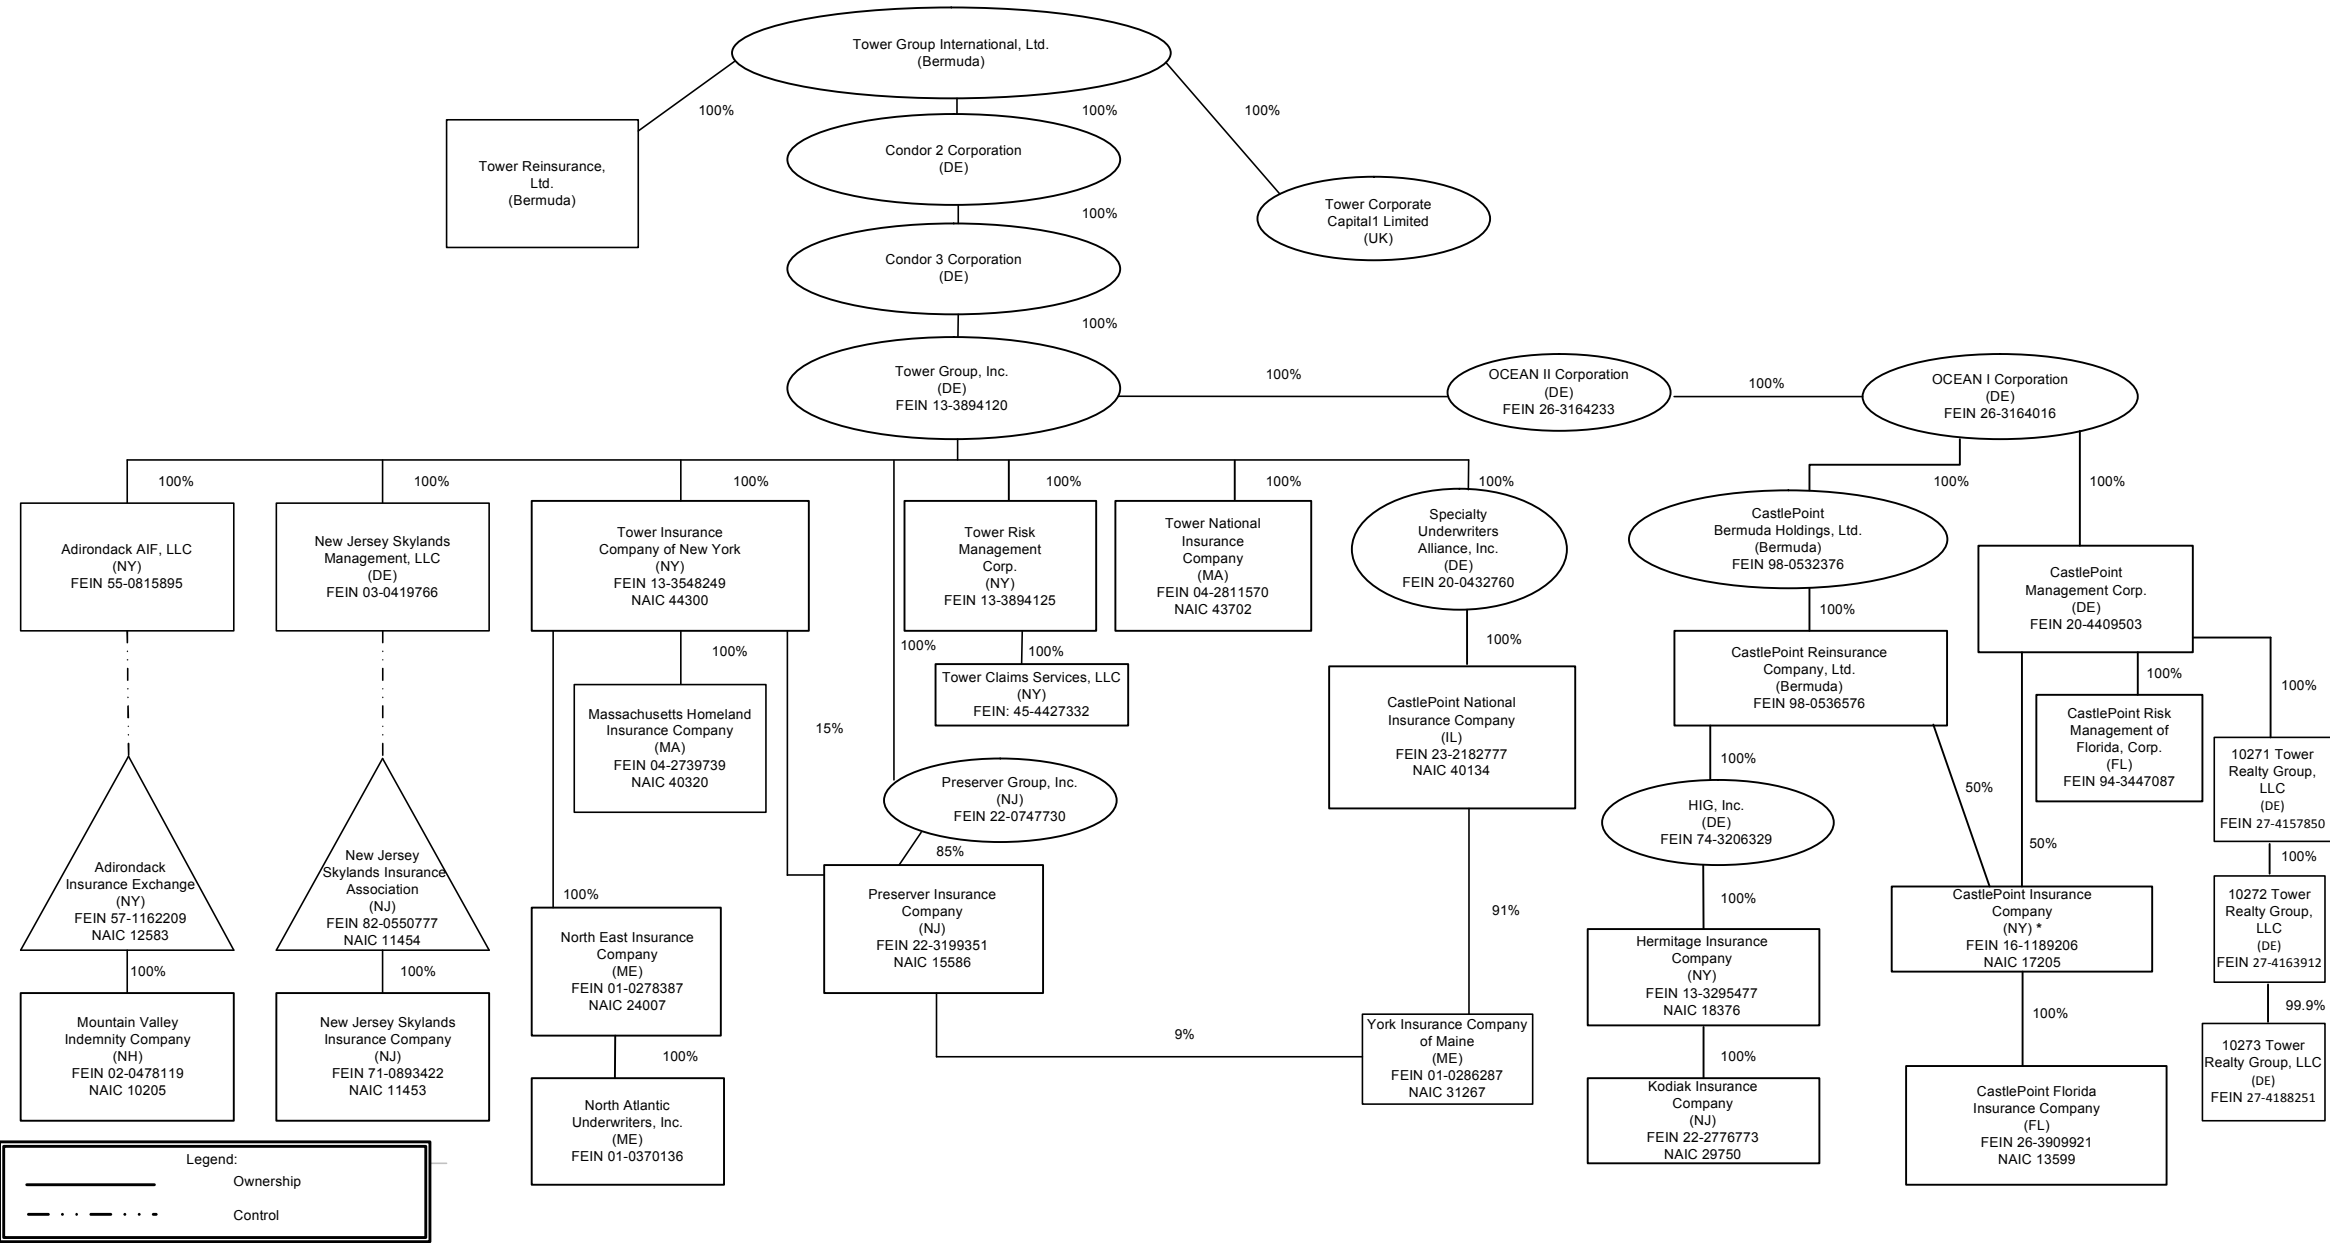 Tower Group International, Ltd.
(Bermuda)
100%
100%
100%
Tower Reinsurance,
Ltd.
(Bermuda)
Condor 2 Corporation
(DE)
Tower Corporate
Capital1 Limited
(UK)
100%
Condor 3 Corporation
(DE)
100%
Tower Group, Inc.
(DE)
FEIN 13-3894120
100%
OCEAN II Corporation
(DE)
FEIN 26-3164233
100%
OCEAN I Corporation
(DE)
FEIN 26-3164016
100%
100%
100%
100%
100%
100%
100%
100%
100%
Adirondack AIF, LLC
(NY)
FEIN 55-0815895
New Jersey Skylands
Management, LLC
(DE)
FEIN 03-0419766
Tower Insurance
Company of New York
(NY)
FEIN 13-3548249
NAIC 44300
Tower Risk
Management
Corp.
(NY)
FEIN 13-3894125
Tower National
Insurance
Company
(MA)
FEIN 04-2811570
NAIC 43702
Specialty
Underwriters
Alliance, Inc.
(DE)
FEIN 20-0432760
CastlePoint
Bermuda Holdings, Ltd.
(Bermuda)
FEIN 98-0532376
CastlePoint
Management Corp.
(DE)
FEIN 20-4409503
100%
100%
100%
100%
100%
100%
100%
Tower Claims Services, LLC
(NY)
FEIN: 45-4427332
CastlePoint Reinsurance
Company, Ltd.
(Bermuda)
FEIN 98-0536576
Massachusetts Homeland
Insurance Company
(MA)
FEIN 04-2739739
NAIC 40320
15%
CastlePoint National
Insurance Company
(IL)
FEIN 23-2182777
NAIC 40134
CastlePoint Risk
Management of
Florida, Corp.
(FL)
FEIN 94-3447087
10271 Tower
Realty Group,
LLC
(DE)
FEIN 27-4157850
Preserver Group, Inc.
(NJ)
FEIN 22-0747730
100%
50%
HIG, Inc.
(DE)
FEIN 74-3206329
85%
50%
100%
Adirondack
Insurance Exchange
(NY)
FEIN 57-1162209
NAIC 12583
New Jersey
Skylands Insurance
Association
(NJ)
FEIN 82-0550777
NAIC 11454
100%
Preserver Insurance
Company
(NJ)
FEIN 22-3199351
NAIC 15586
91%
100%
CastlePoint Insurance
Company
(NY) *
FEIN 16-1189206
NAIC 17205
10272 Tower
Realty Group,
LLC
(DE)
FEIN 27-4163912
North East Insurance
Company
(ME)
FEIN 01-0278387
NAIC 24007
Hermitage Insurance
Company
(NY)
FEIN 13-3295477
NAIC 18376
100%
100%
100%
99.9%
Mountain Valley
Indemnity Company
(NH)
FEIN 02-0478119
NAIC 10205
New Jersey Skylands
Insurance Company
(NJ)
FEIN 71-0893422
NAIC 11453
100%
9%
York Insurance Company
of Maine
(ME)
FEIN 01-0286287
NAIC 31267
100%
10273 Tower
Realty Group, LLC
(DE)
FEIN 27-4188251
North Atlantic
Underwriters, Inc.
(ME)
FEIN 01-0370136
Kodiak Insurance
Company
(NJ)
FEIN 22-2776773
NAIC 29750
CastlePoint Florida
Insurance Company
(FL)
FEIN 26-3909921
NAIC 13599
Legend:
Ownership
Control